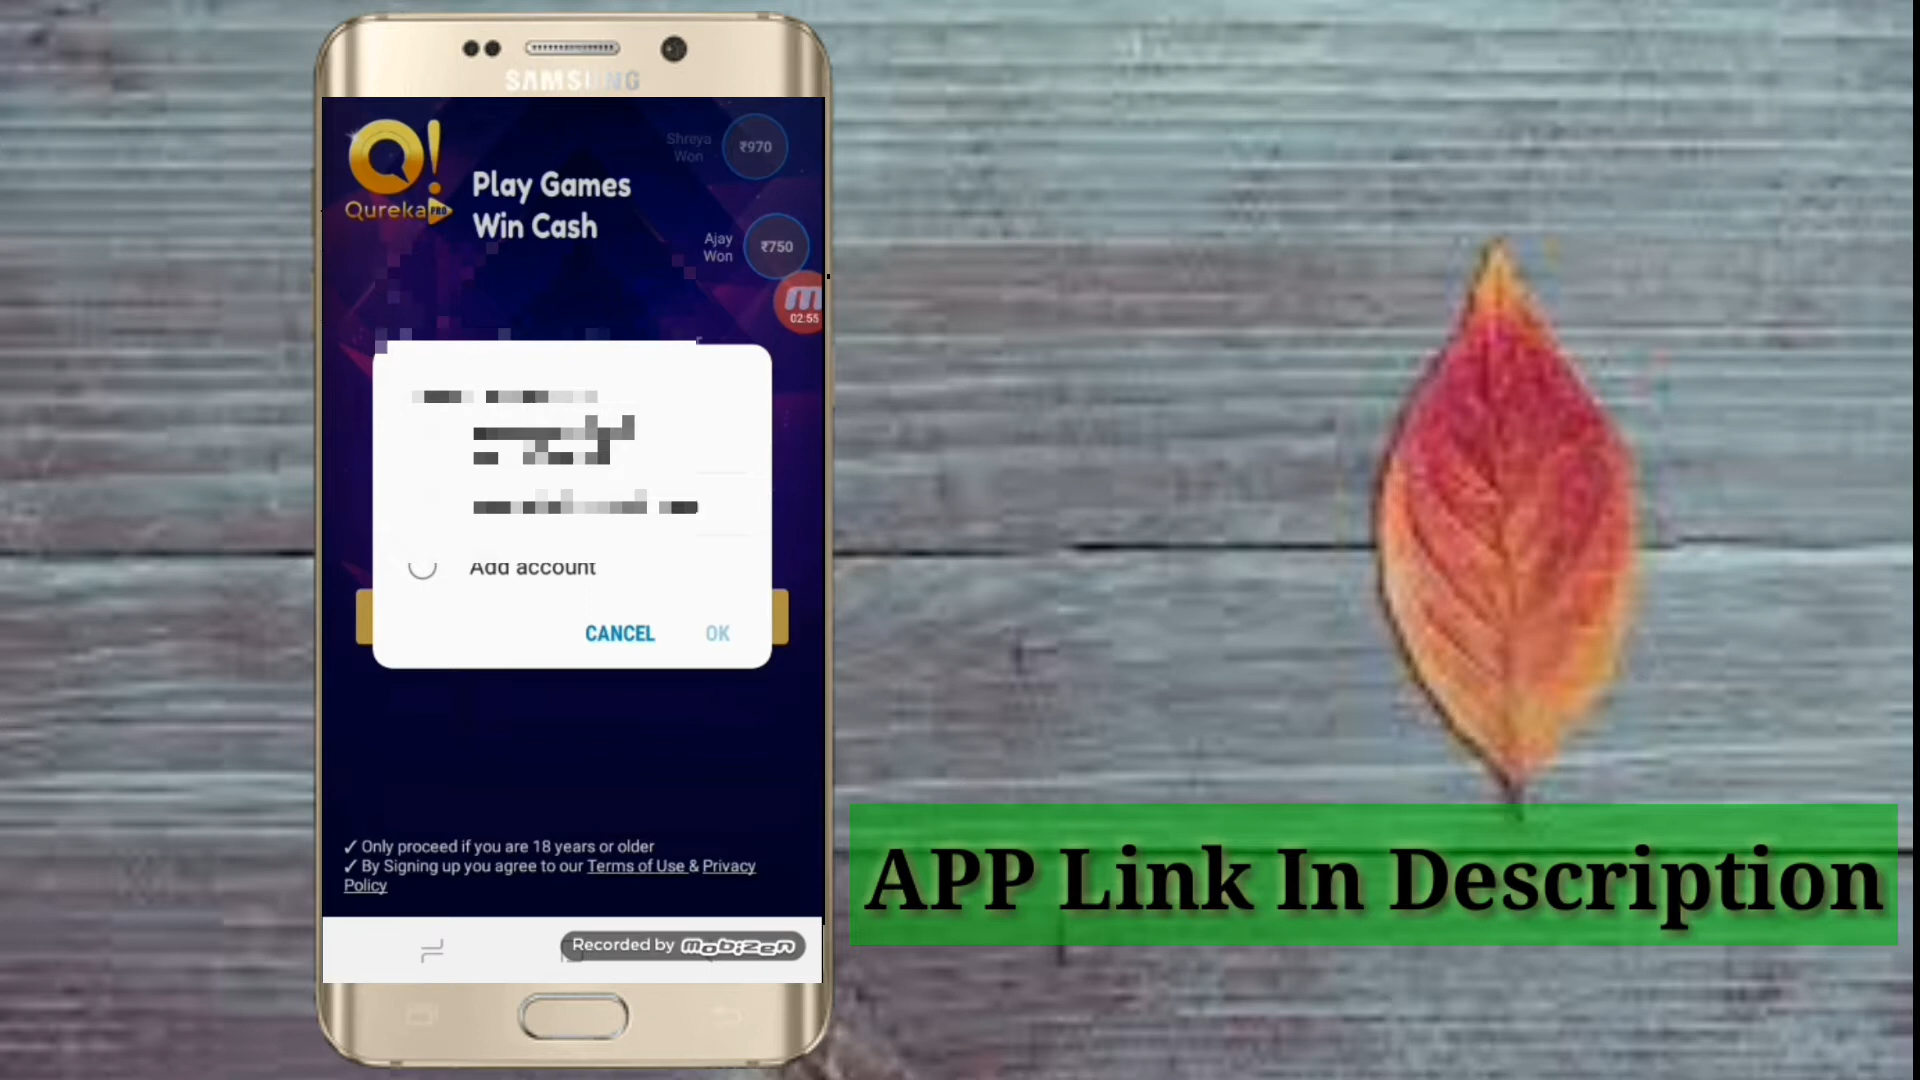 SAMSUNG
Qureka PRO
Play Games
Win Cash
Shreya
Won
₹970
Ajay
Won
₹750
02:55
Add account
CANCEL
OK
✓ Only proceed if you are 18 years or older
✓ By Signing up you agree to our Terms of Use & Privacy
Policy
Recorded by mobizen
APP Link In Description